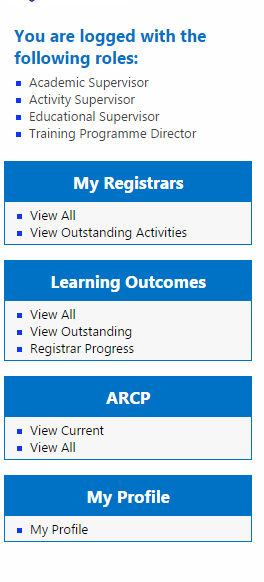 You are logged with the
following roles:
Academic Supervisor
Activity Supervisor
Educational Supervisor
Training Programme Director
My Registrars
View All
View Outstanding Activities
Learning Outcomes
View All
View Outstanding
Registrar Progress
ARCP
View Current
View All
My Profile
My Profile